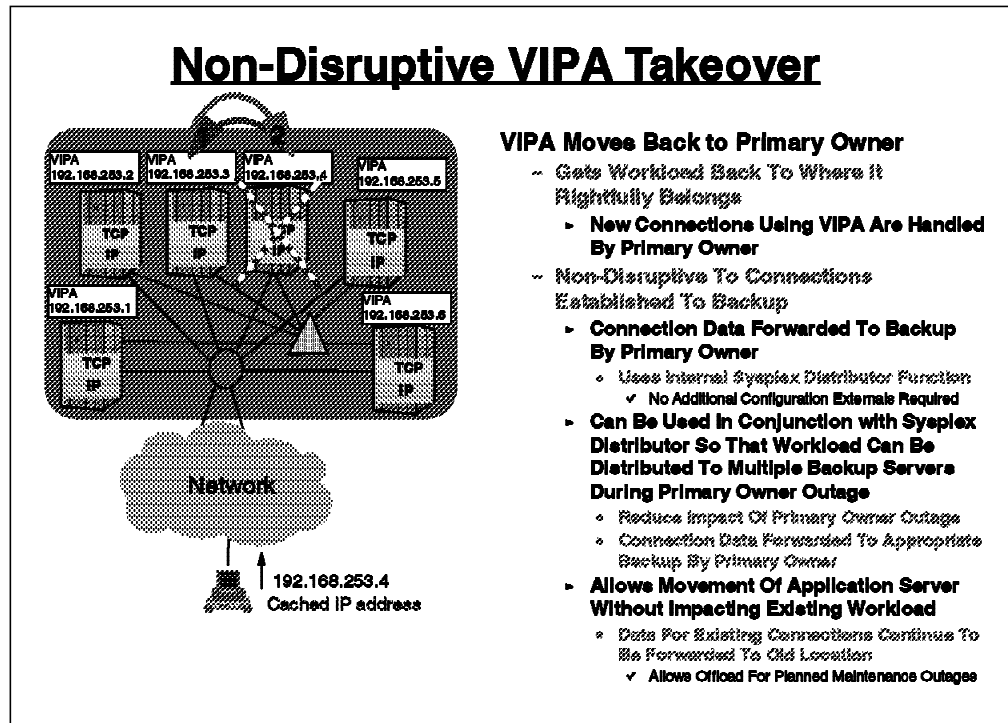 Non-Disruptive VIPA Takeover
VIPA
192.168.253.2
VIPA
192.168.253.3
VIPA
192.168.253.4
VIPA
192.168.253.5
TCP
IP
TCP
IP
TCP
IP
TCP
IP
VIPA
192.168.253.1
VIPA
192.168.253.6
TCP
IP
TCP
IP
Network
192.168.253.4
Cached IP address
VIPA Moves Back to Primary Owner
~ Gets Workload Back To Where It
Rightfully Belongs
► New Connections Using VIPA Are Handled
By Primary Owner
~ Non-Disruptive To Connections
Established To Backup
► Connection Data Forwarded To Backup
By Primary Owner
• Uses Internal Sysplex Distributor Function
✓ No Additional Configuration Externals Required
► Can Be Used In Conjunction with Sysplex
Distributor So That Workload Can Be
Distributed To Multiple Backup Servers
During Primary Owner Outage
• Reduce Impact Of Primary Owner Outage
• Connection Data Forwarded To Appropriate
Backup By Primary Owner
► Allows Movement Of Application Server
Without Impacting Existing Workload
• Data For Existing Connections Continue To
Be Forwarded To Old Location
✓ Allows Offload For Planned Maintenance Outages